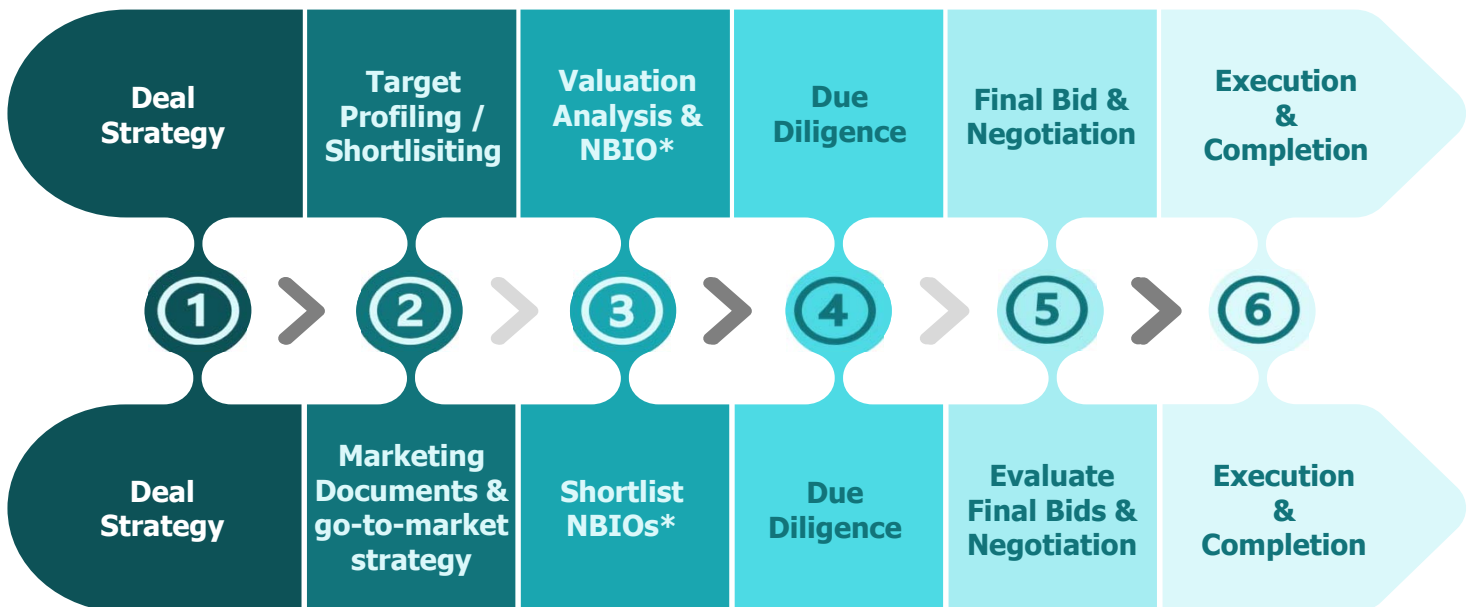 Deal
Strategy
Target
Profiling /
Shortlisiting
Valuation
Analysis &
NBIO*
Due
Diligence
Final Bid &
Negotiation
Execution
&
Completion
1
2
3
4
5
6
Deal
Strategy
Marketing
Documents &
go-to-market
strategy
Shortlist
NBIOs*
Due
Diligence
Evaluate
Final Bids &
Negotiation
Execution
&
Completion